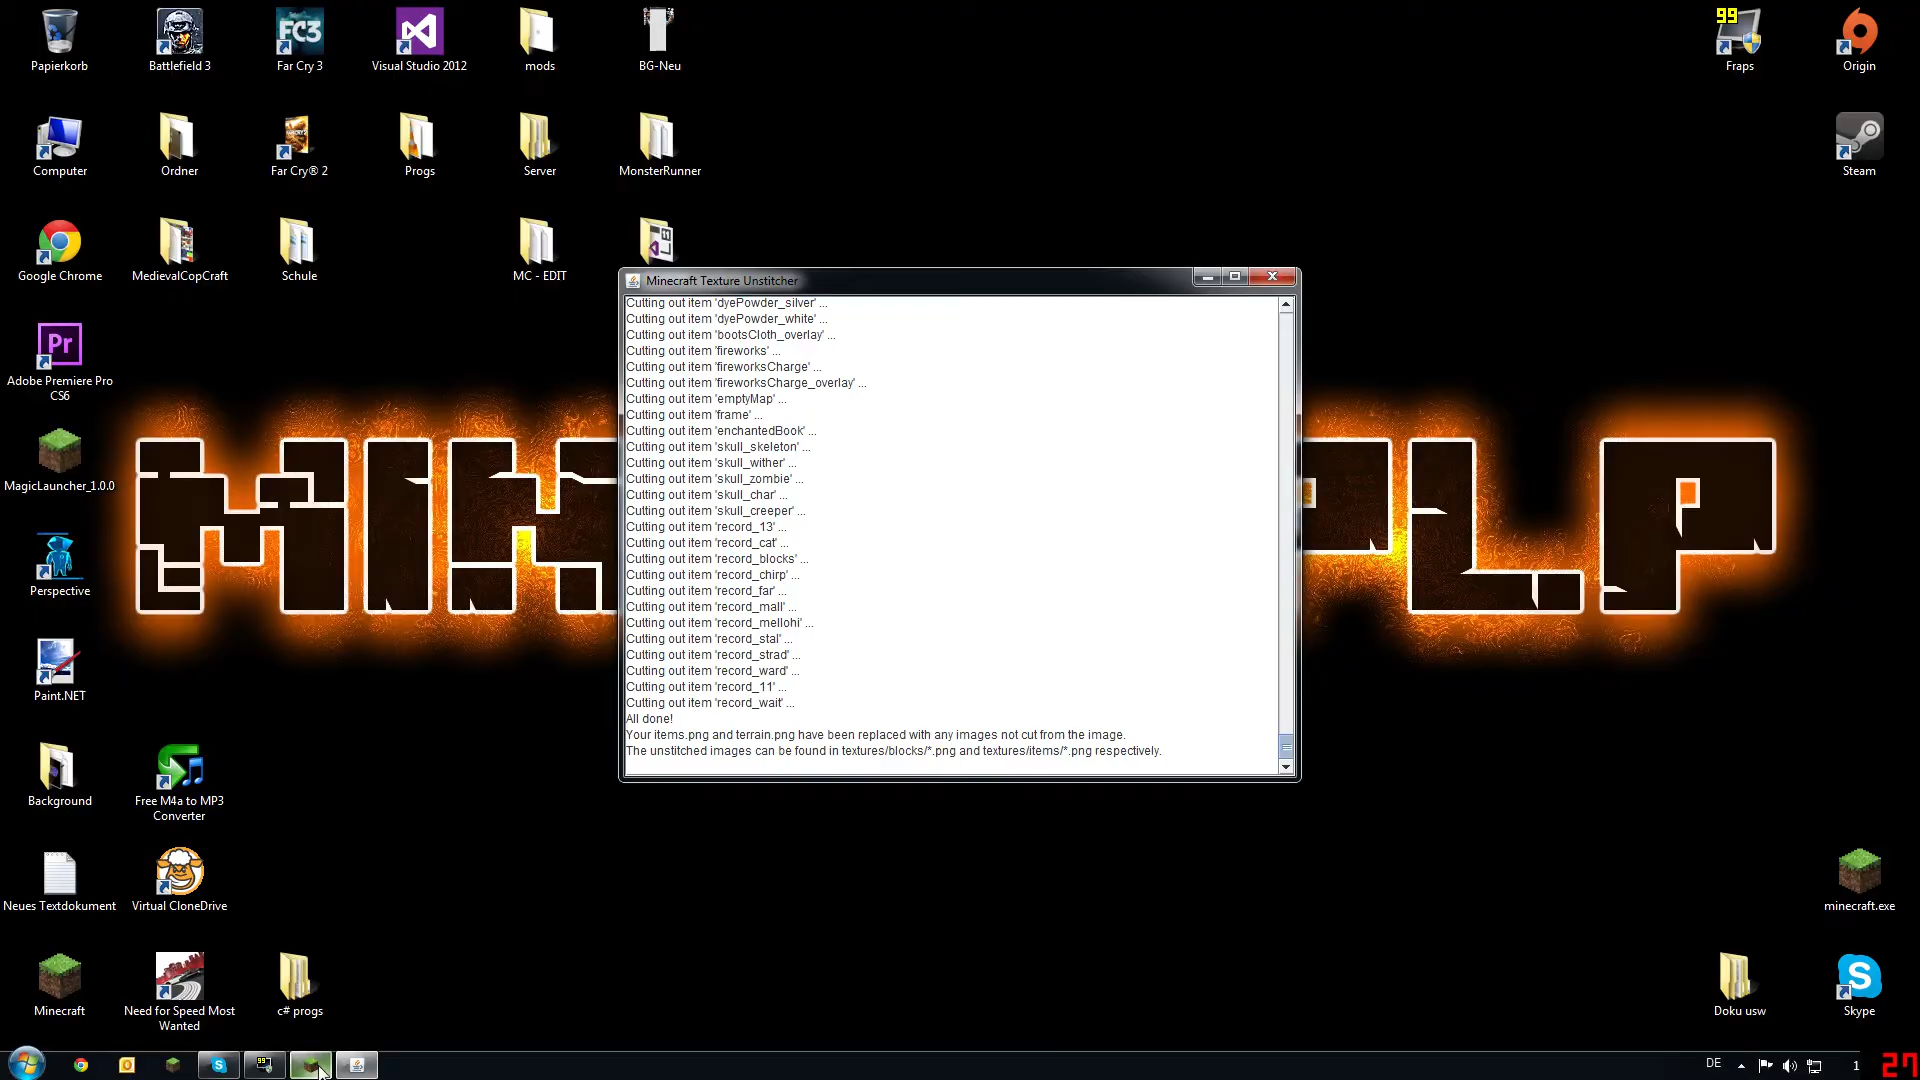 Papierkorb
Battlefield 3
FC3
Far Cry 3
Visual Studio 2012
mods
BG-Neu
99
Fraps
Origin
Computer
Ordner
Far Cry® 2
Progs
Server
MonsterRunner
Steam
Google Chrome
MedievalCopCraft
Schule
MC - EDIT
Minecraft Texture Unstitcher
Cutting out item 'dyePowder_silver' ...
Cutting out item 'dyePowder_white' ...
Cutting out item 'bootsCloth_overlay' ...
Cutting out item 'fireworks' ...
Cutting out item 'fireworksCharge' ...
Cutting out item 'fireworksCharge_overlay' ...
Cutting out item 'emptyMap' ...
Cutting out item 'frame' ...
Cutting out item 'enchantedBook' ...
Cutting out item 'skull_skeleton' ...
Cutting out item 'skull_wither' ...
Cutting out item 'skull_zombie' ...
Cutting out item 'skull_char' ...
Cutting out item 'skull_creeper' ...
Cutting out item 'record_13' ...
Cutting out item 'record_cat' ...
Cutting out item 'record_blocks' ...
Cutting out item 'record_chirp' ...
Cutting out item 'record_far' ...
Cutting out item 'record_mall' ...
Cutting out item 'record_mellohi' ...
Cutting out item 'record_stal' ...
Cutting out item 'record_strad' ...
Cutting out item 'record_ward' ...
Cutting out item 'record_11' ...
Cutting out item 'record_wait' ...
All done!
Your items.png and terrain.png have been replaced with any images not cut from the image.
The unstitched images can be found in textures/blocks/*.png and textures/items/*.png respectively.
Pr
Adobe Premiere Pro
CS6
MagicLauncher_1.0.0
LP
Perspective
Paint.NET
Background
Free M4a to MP3
Converter
Neues Textdokument
Virtual CloneDrive
minecraft.exe
Minecraft
Need for Speed Most
Wanted
c# progs
Doku usw
Skype
99
DE
1
27